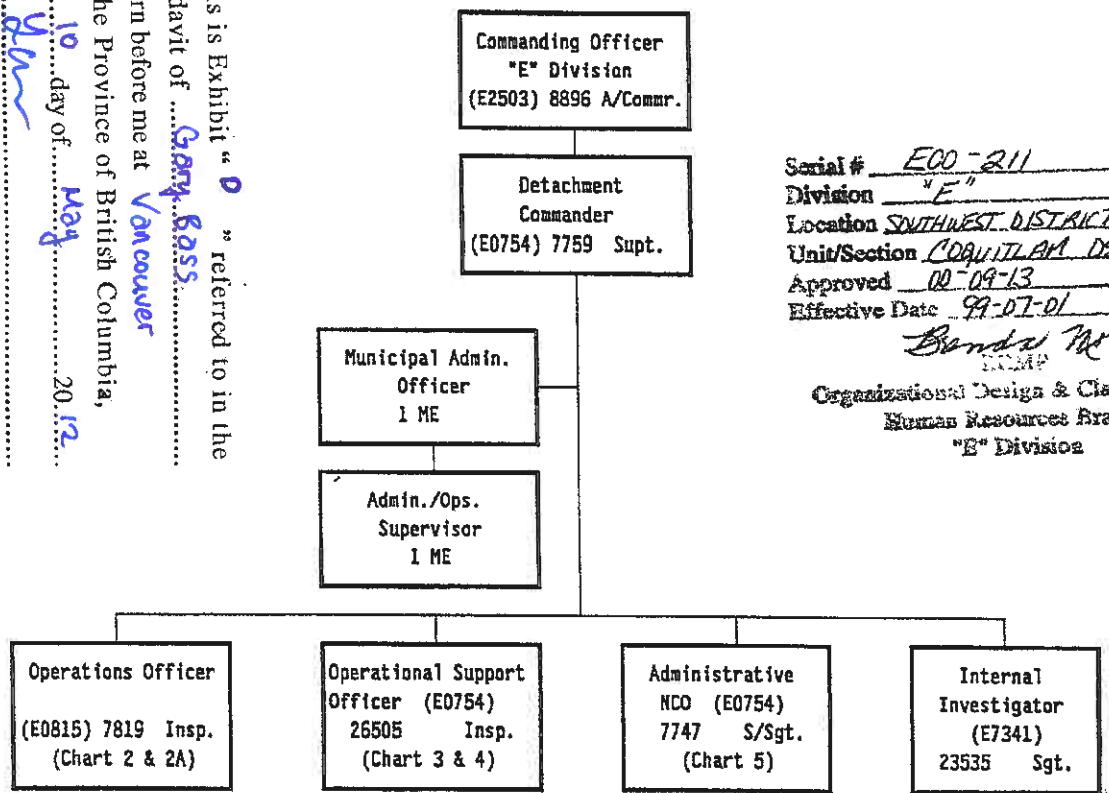 s is Exhibit “ D ” referred to in the
davit of ....Gary Bass....
rn before me at Vancouver
he Province of British Columbia,
10 ....day of.... May ....20.12....
Commanding Officer
"E" Division
(E2503) 8896 A/Commr.
Detachment
Commander
(E0754) 7759 Supt.
Serial # ECO-211
Division "E"
Location SOUTHWEST DISTRICT
Unit/Section COQUITLAM
Approved 00-09-13
Effective Date 99-07-01
RCMP
Organizational Design & Cla
Human Resources Bra
"E" Division
Municipal Admin.
Officer
1 ME
Admin./Ops.
Supervisor
1 ME
Operations Officer
(E0815) 7819 Insp.
(Chart 2 & 2A)
Operational Support
Officer (E0754)
26505 Insp.
(Chart 3 & 4)
Administrative
NCO (E0754)
7747 S/Sgt.
(Chart 5)
Internal
Investigator
(E7341)
23535 Sgt.